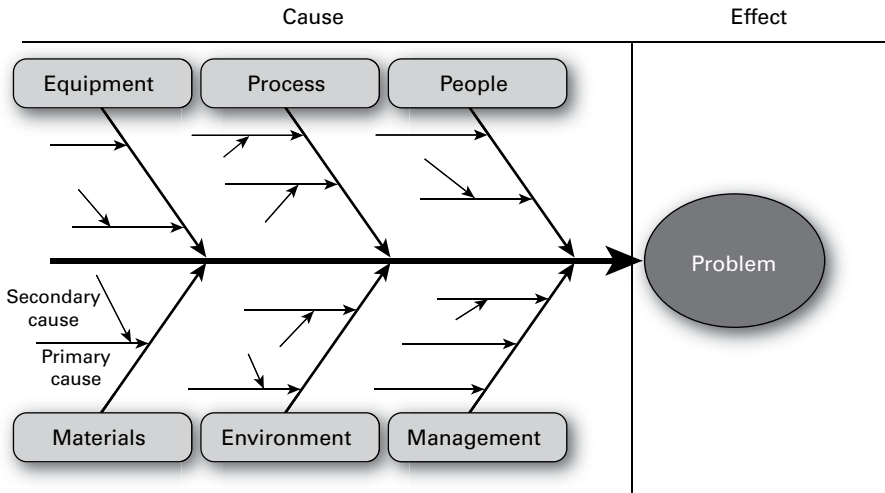 Cause
Effect
Equipment
Process
People
Problem
Secondary
cause
Primary
cause
Materials
Environment
Management